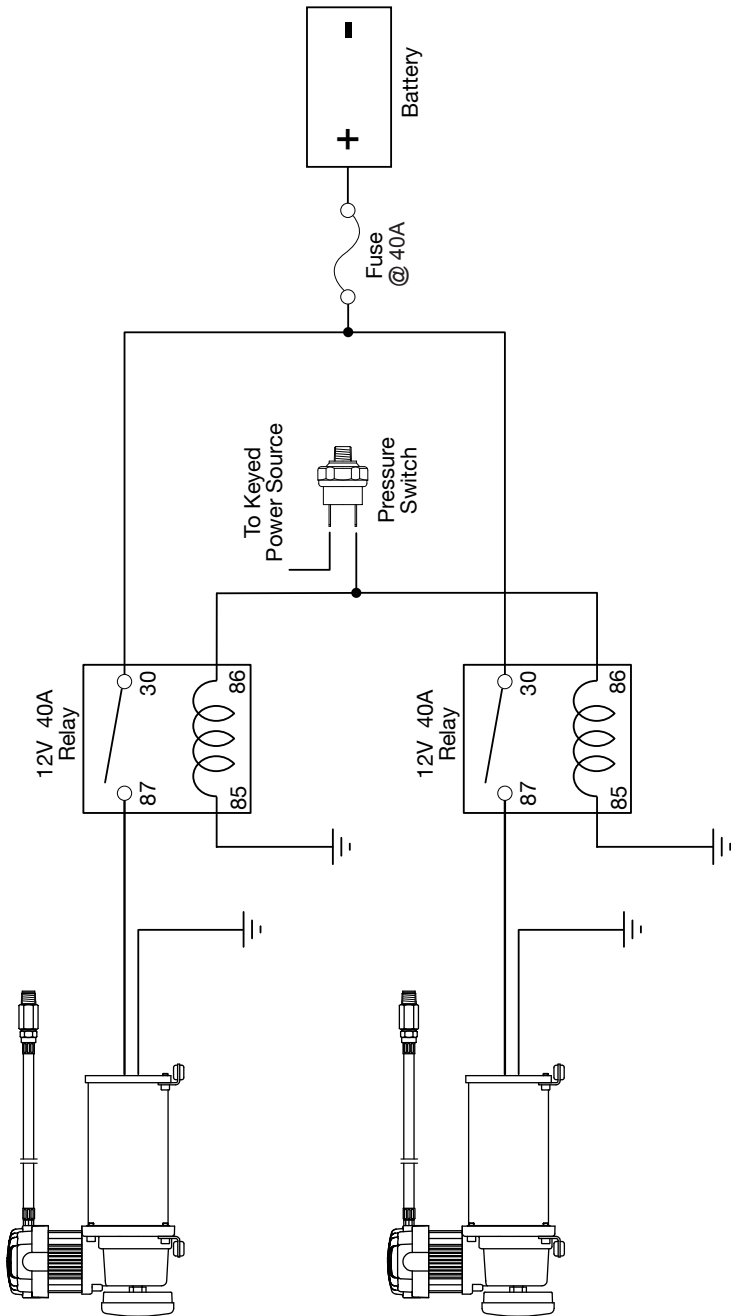 -
+
Battery
Fuse
@ 40A
To Keyed
Power Source
Pressure
Switch
12V 40A
Relay
30
87
86
85
12V 40A
Relay
30
87
86
85